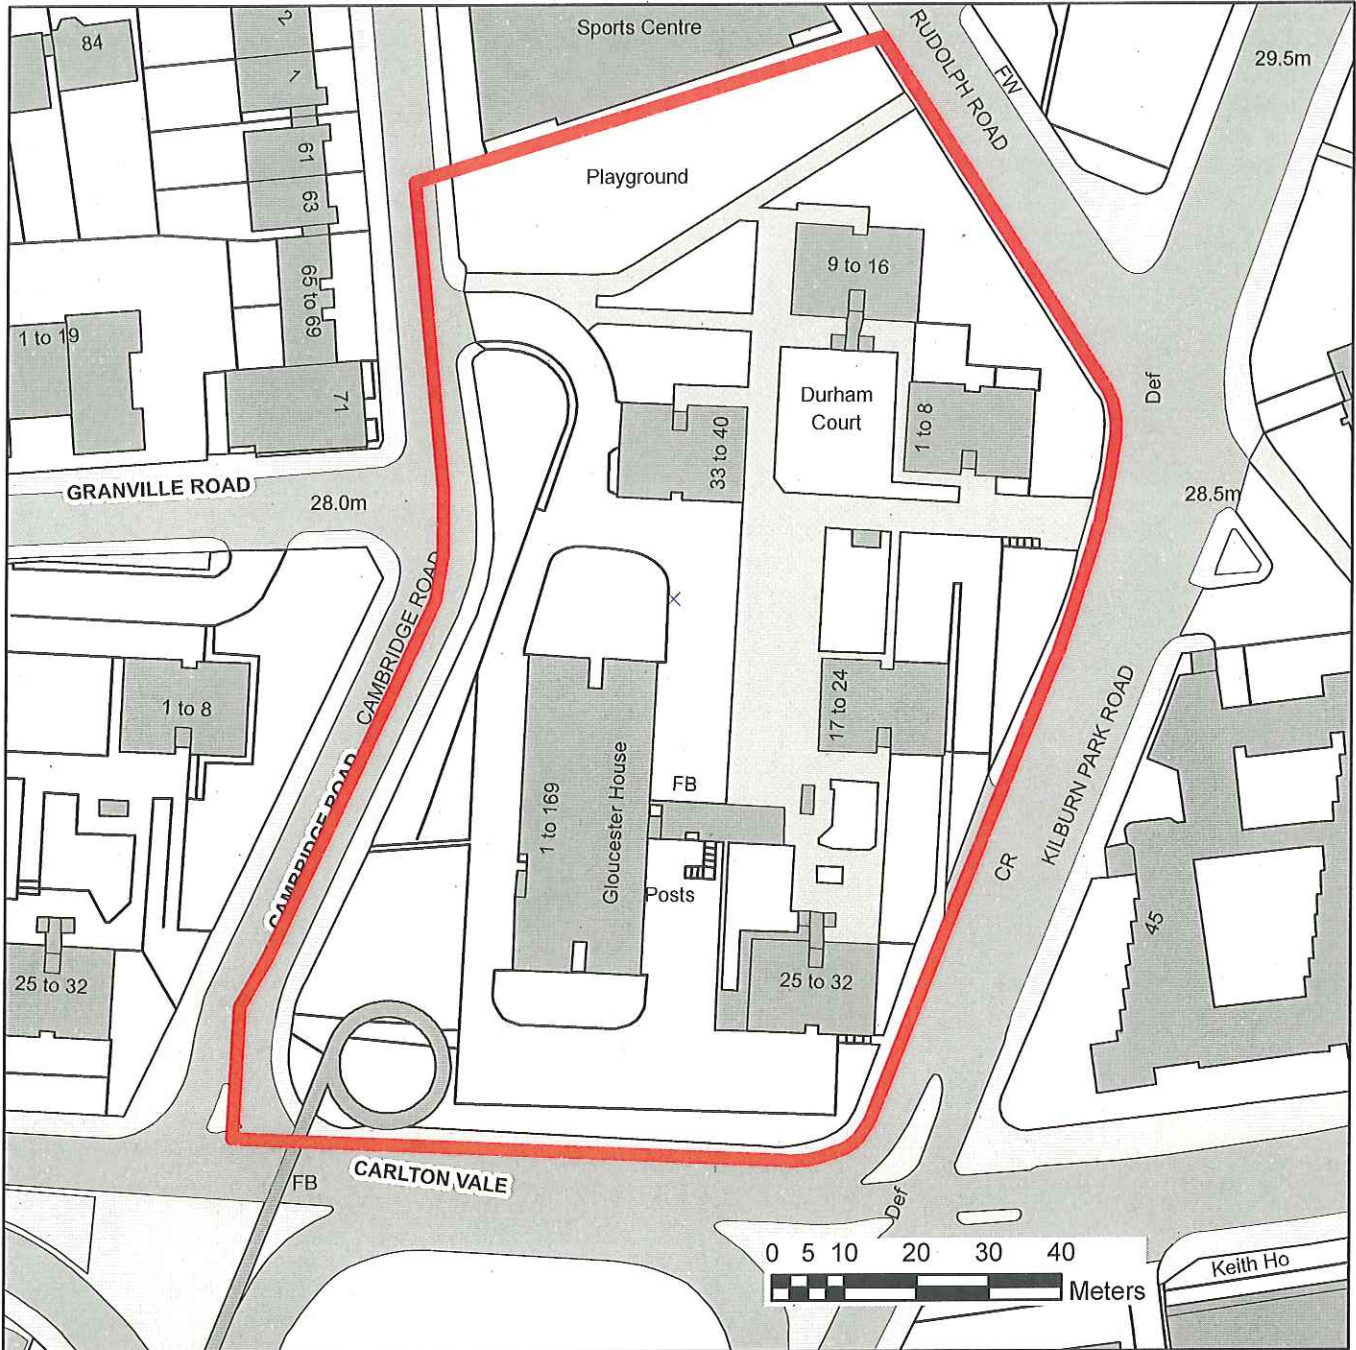 Sports Centre
84
2
1
RUDOLPH ROAD
FW
29.5m
61
63
Playground
65 to 69
9 to 16
1 to 19
71
Durham
Court
1 to 8
33 to 40
Def
GRANVILLE ROAD
28.0m
28.5m
CAMBRIDGE ROAD
1 to 8
17 to 24
KILBURN PARK ROAD
CAMBRIDGE ROAD
1 to 169
Gloucester House
FB
CR
Posts
45
25 to 32
25 to 32
FB
CARLTON VALE
Def
0 5 10 20 30 40
Meters
Keith Ho